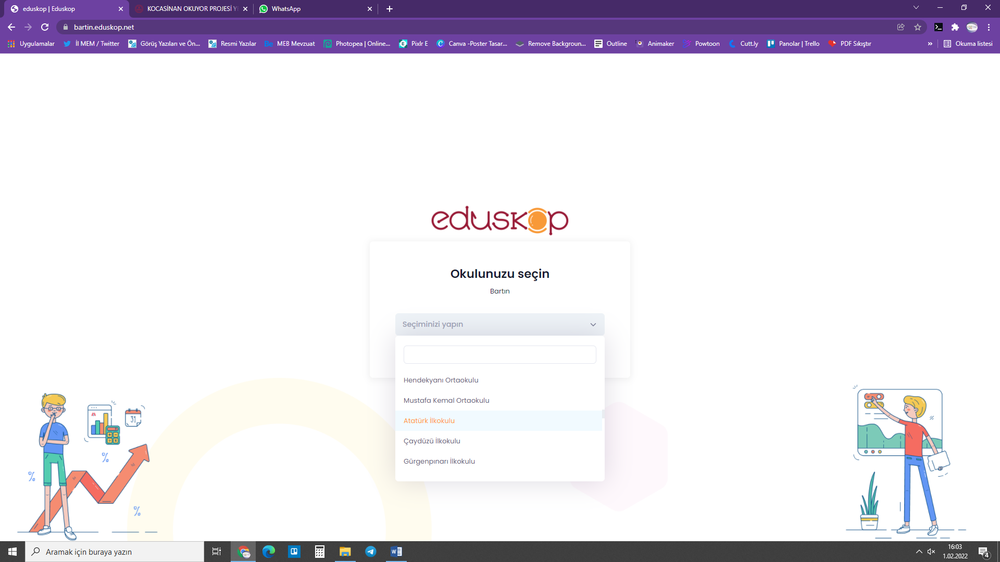 eduskop | Eduskop
KOCASİNAN OKUYOR PROJESİ Y
WhatsApp
bartin.eduskop.net
Uygulamalar
İl MEM / Twitter
Görüş Yazıları ve Ön...
Resmi Yazılar
MEB Mevzuat
Photopea | Online...
Pixlr E
Canva -Poster Tasar...
Remove Backgroun...
Outline
Animaker
Powtoon
Cutt.ly
Panolar | Trello
PDF Sıkıştır
»
Okuma listesi
eduskop
Okulunuzu seçin
Bartın
Seçiminizi yapın
Hendekyanı Ortaokulu
Mustafa Kemal Ortaokulu
Atatürk İlkokulu
Çaydüzü İlkokulu
Gürgenpınarı İlkokulu
31
%
%
%
Aramak için buraya yazın
16:03
1.02.2022
4